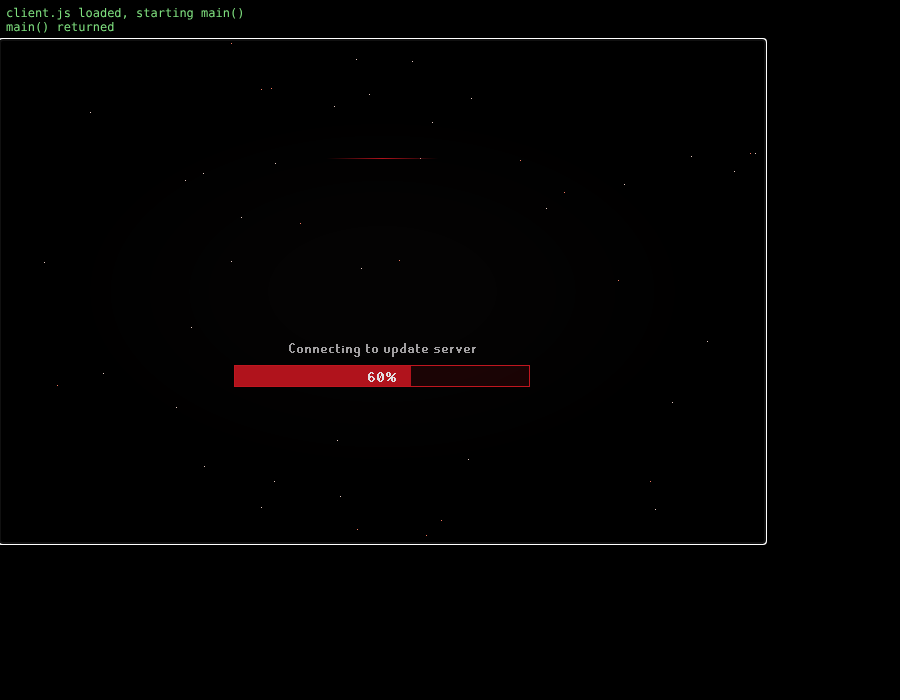 client.js loaded, starting main()
main() returned
Connecting to update server
60%